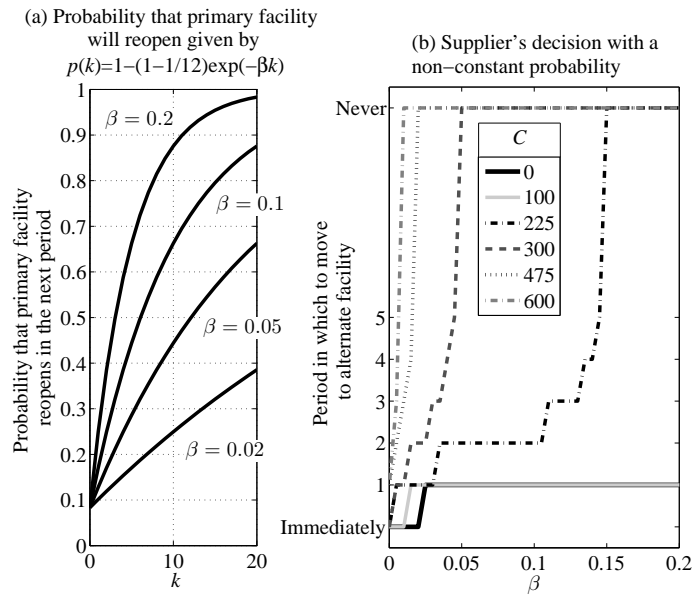 (a) Probability that primary facility
will reopen given by
p(k)=1−(1−1/12)exp(−βk)
1
0.9
0.8
0.7
0.6
0.5
0.4
0.3
0.2
0.1
0
0
10
20
k
Probability that primary facility
reopens in the next period
β = 0.2
β = 0.1
β = 0.05
β = 0.02
(b) Supplier's decision with a
non−constant probability
Never
5
4
3
2
1
Immediately
0
0.05
0.1
0.15
0.2
β
Period in which to move
to alternate facility
C
0
100
225
300
475
600